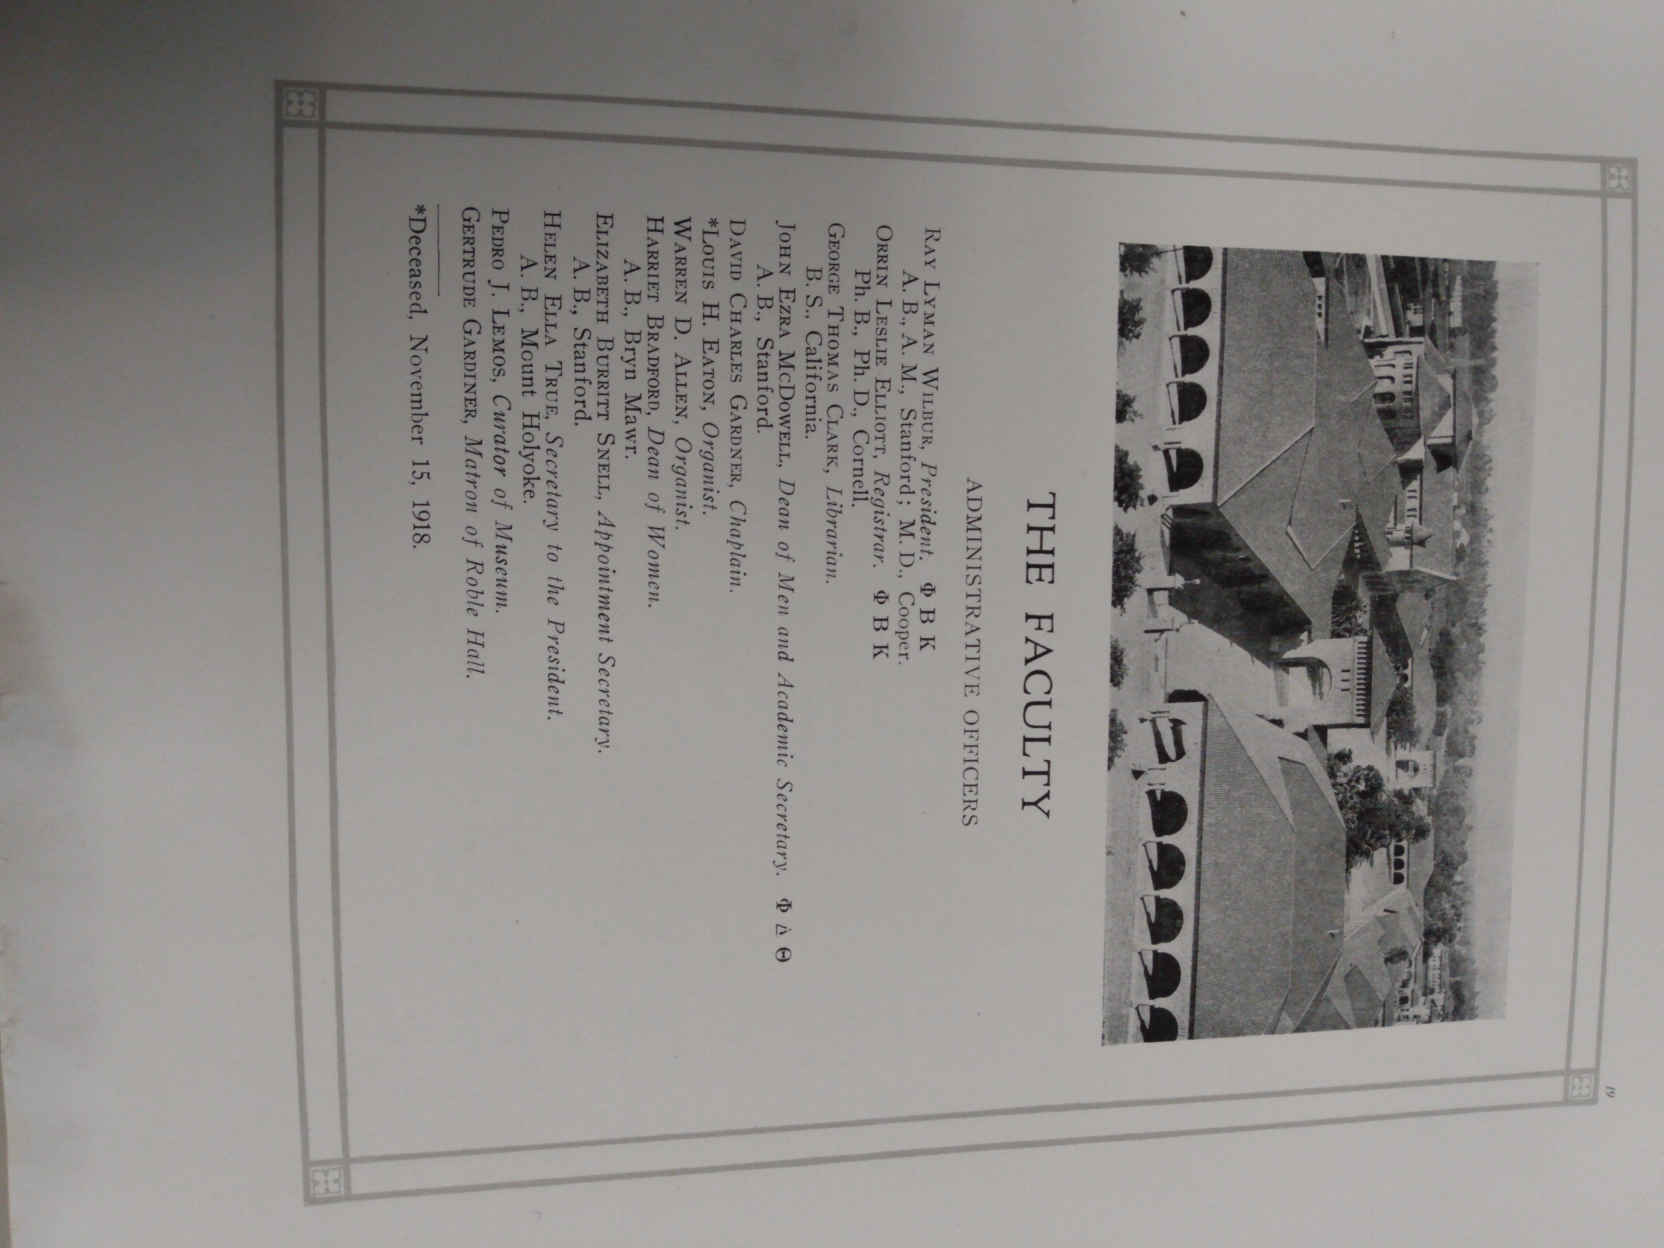 19
THE FACULTY
ADMINISTRATIVE OFFICERS
RAY LYMAN WILBUR, President. Φ B K
A. B., A. M., Stanford; M. D., Cooper.
ORRIN LESLIE ELLIOTT, Registrar. Φ B K
Ph. B., Ph. D., Cornell.
GEORGE THOMAS CLARK, Librarian.
B. S., California.
JOHN EZRA MCDOWELL, Dean of Men and Academic Secretary. Φ Δ Θ
A. B., Stanford.
DAVID CHARLES GARDNER, Chaplain.
*LOUIS H. EATON, Organist.
WARREN D. ALLEN, Organist.
HARRIET BRADFORD, Dean of Women.
A. B., Bryn Mawr.
ELIZABETH BURRITT SNELL, Appointment Secretary.
A. B., Stanford.
HELEN ELLA TRUE, Secretary to the President.
A. B., Mount Holyoke.
PEDRO J. LEMOS, Curator of Museum.
GERTRUDE GARDINER, Matron of Roble Hall.
*Deceased, November 15, 1918.